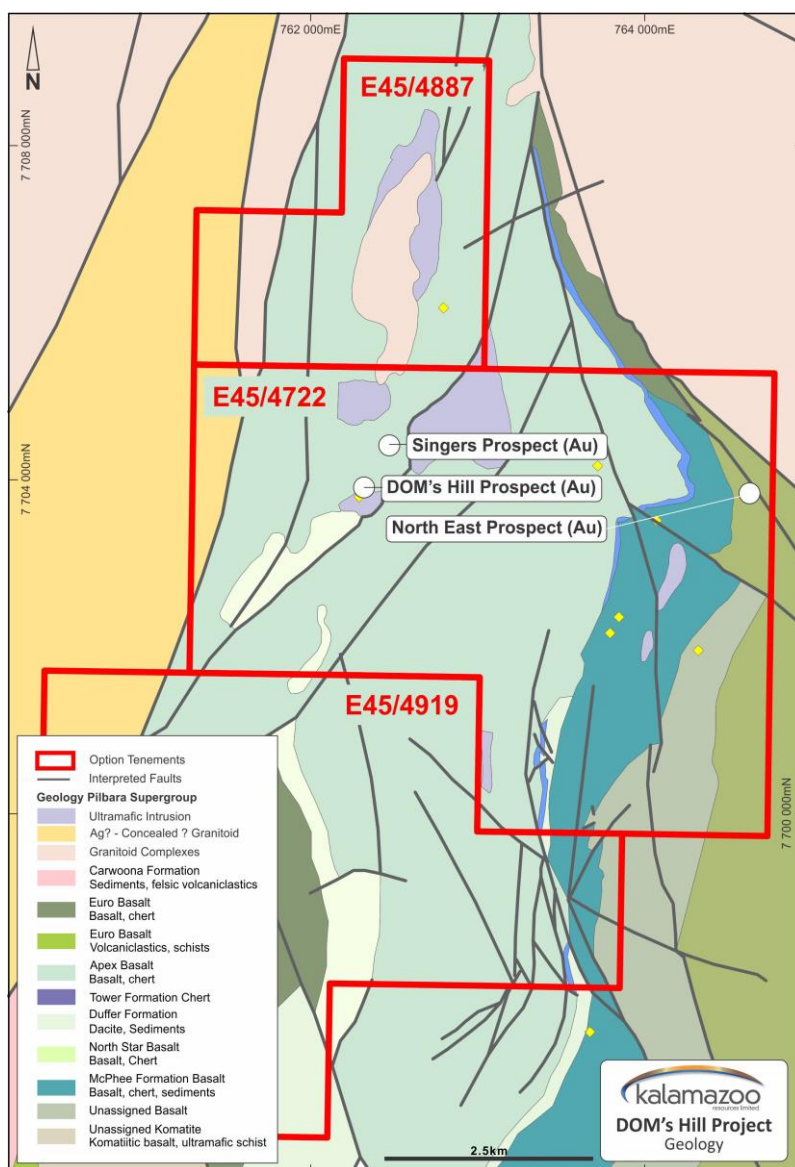 762 000mE
764 000mE
N
7 708 000mN
E45/4887
E45/4722
Singers Prospect (Au)
7 704 000mN
DOM's Hill Prospect (Au)
North East Prospect (Au)
E45/4919
7 700 000mN
Option Tenements
Interpreted Faults
Geology Pilbara Supergroup
Ultramafic Intrusion
Ag? - Concealed ? Granitoid
Granitoid Complexes
Carwoona Formation
Sediments, felsic volcaniclastics
Euro Basalt
Basalt, chert
Euro Basalt
Volcaniclastics, schists
Apex Basalt
Basalt, chert
Tower Formation Chert
Duffer Formation
Dacite, Sediments
North Star Basalt
Basalt, Chert
McPhee Formation Basalt
Basalt, chert, sediments
Unassigned Basalt
Unassigned Komatite
Komatiitic basalt, ultramafic schist
2.5km
kalamazoo
resources limited
DOM's Hill Project
Geology